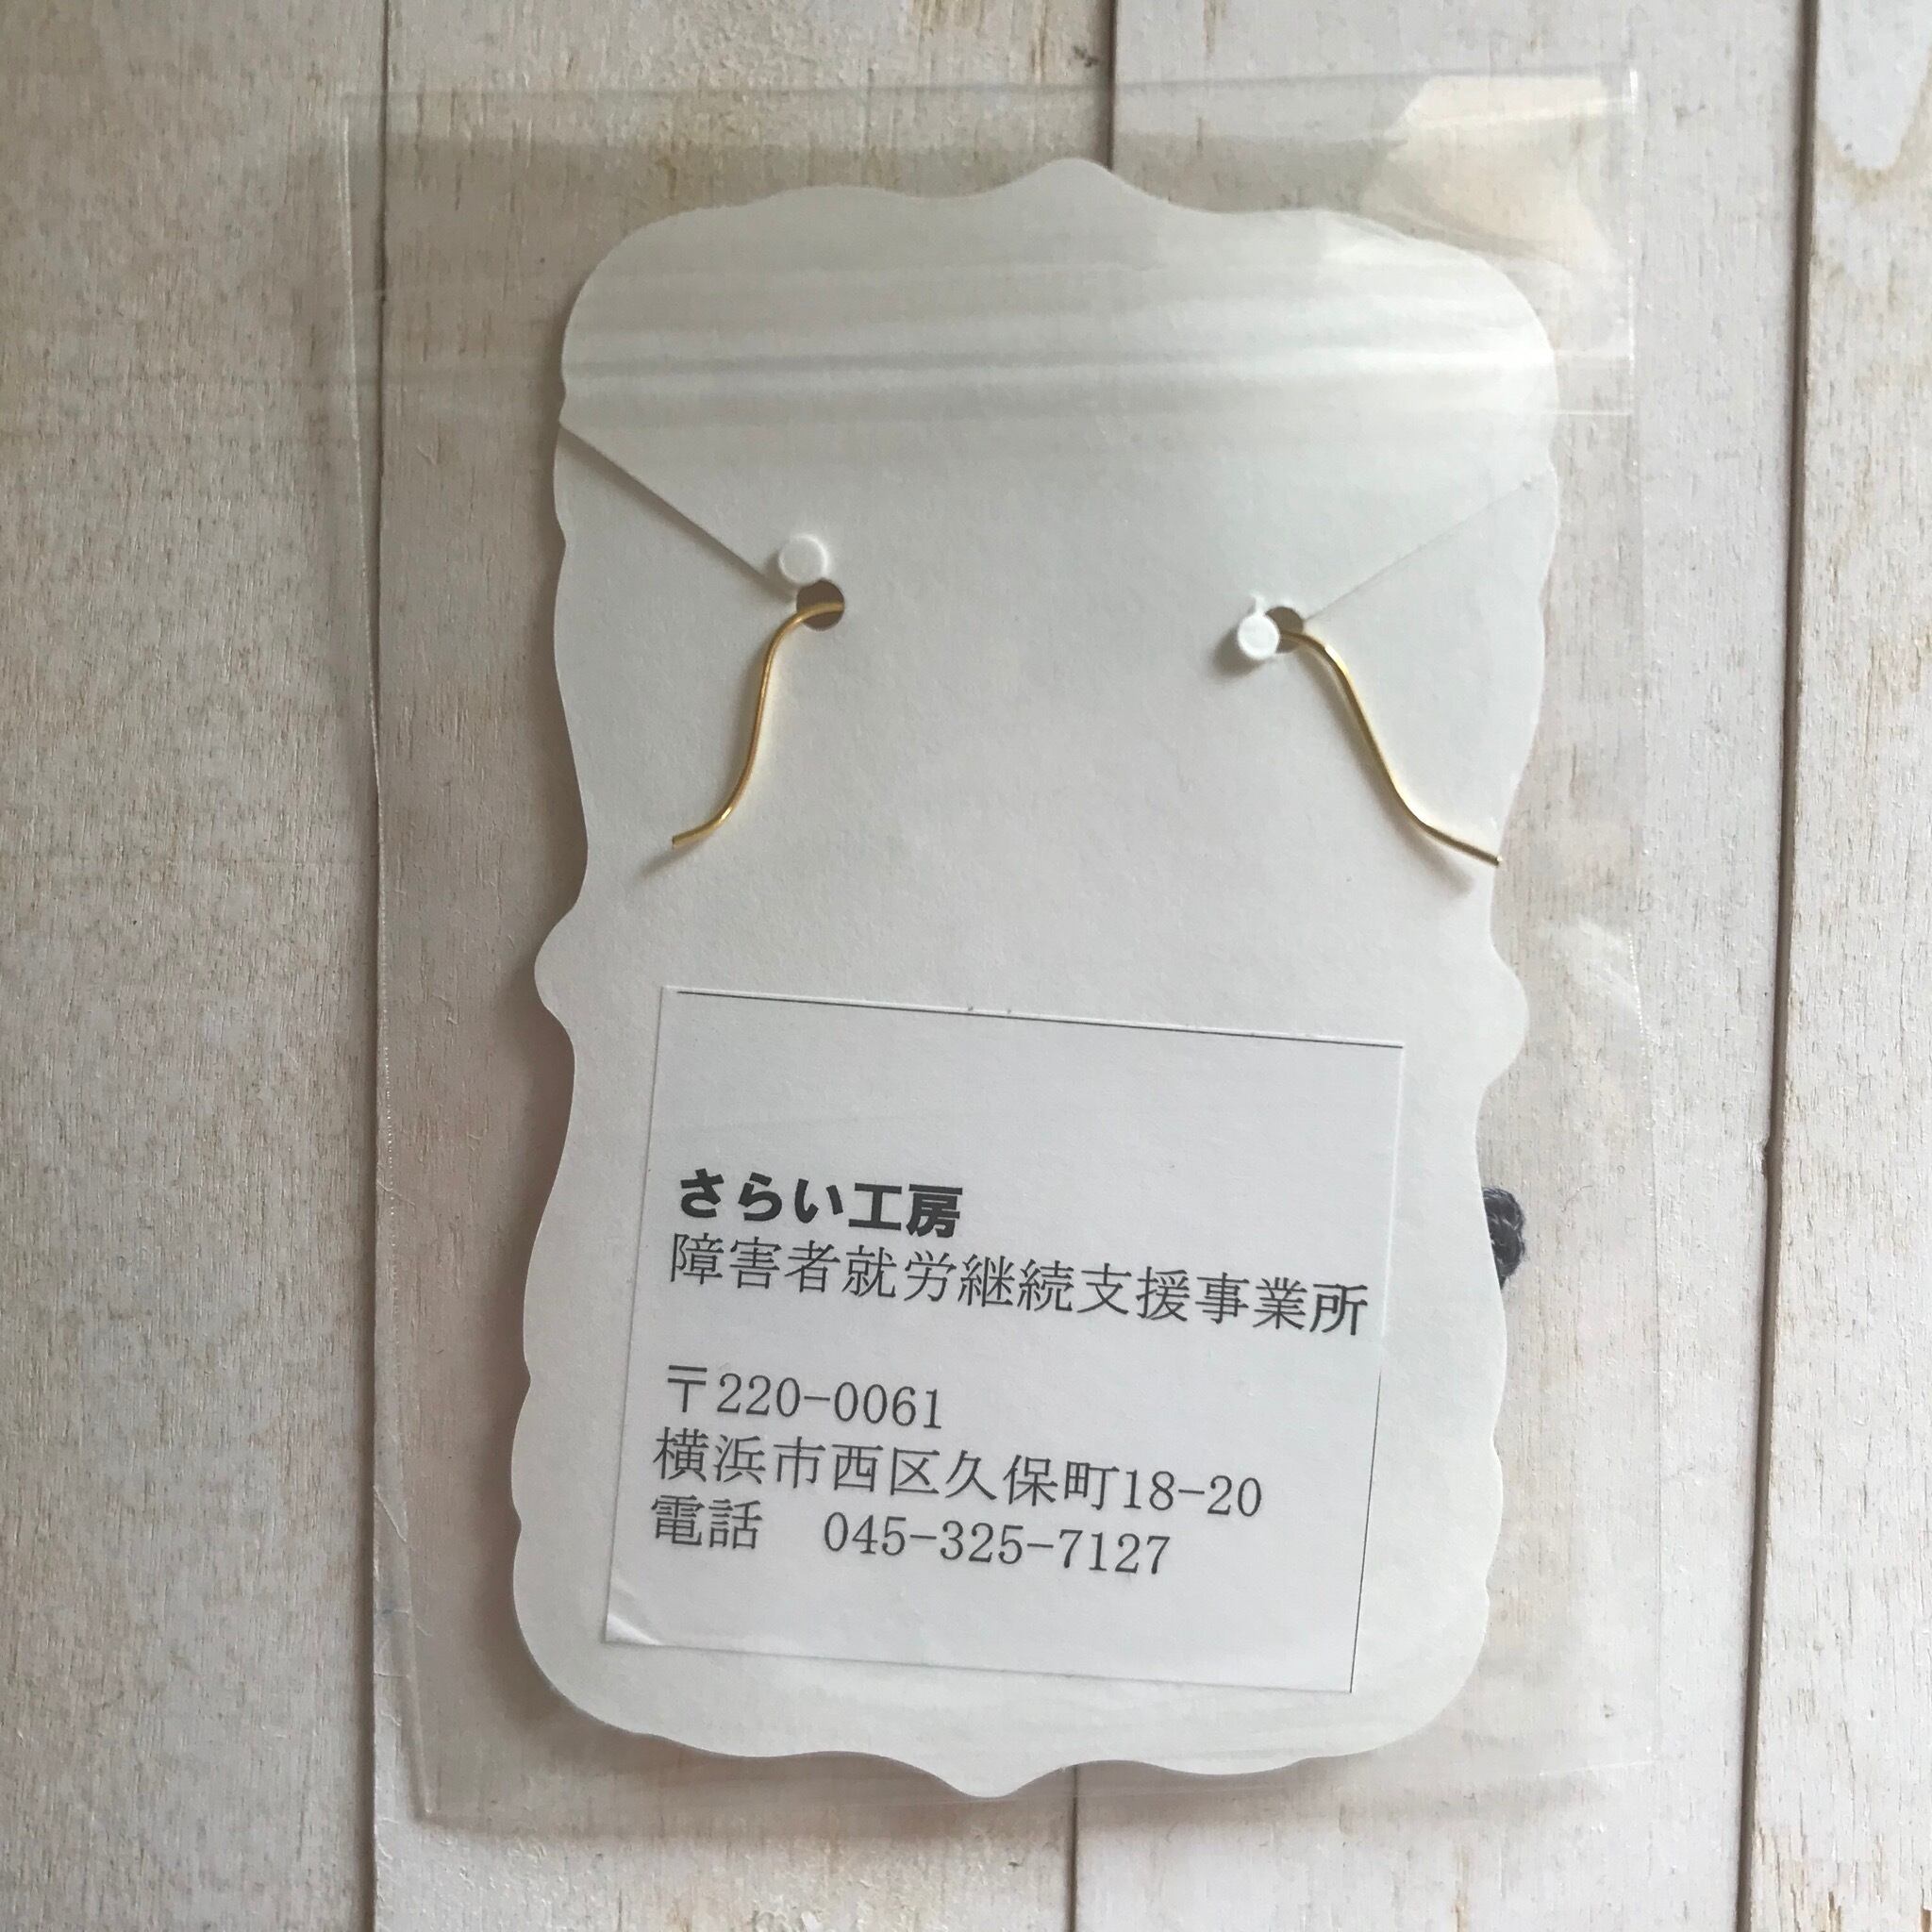 さらい工房
障害者就労継続支援事業所
〒220-0061
横浜市西区久保町18-20
電話　045-325-7127